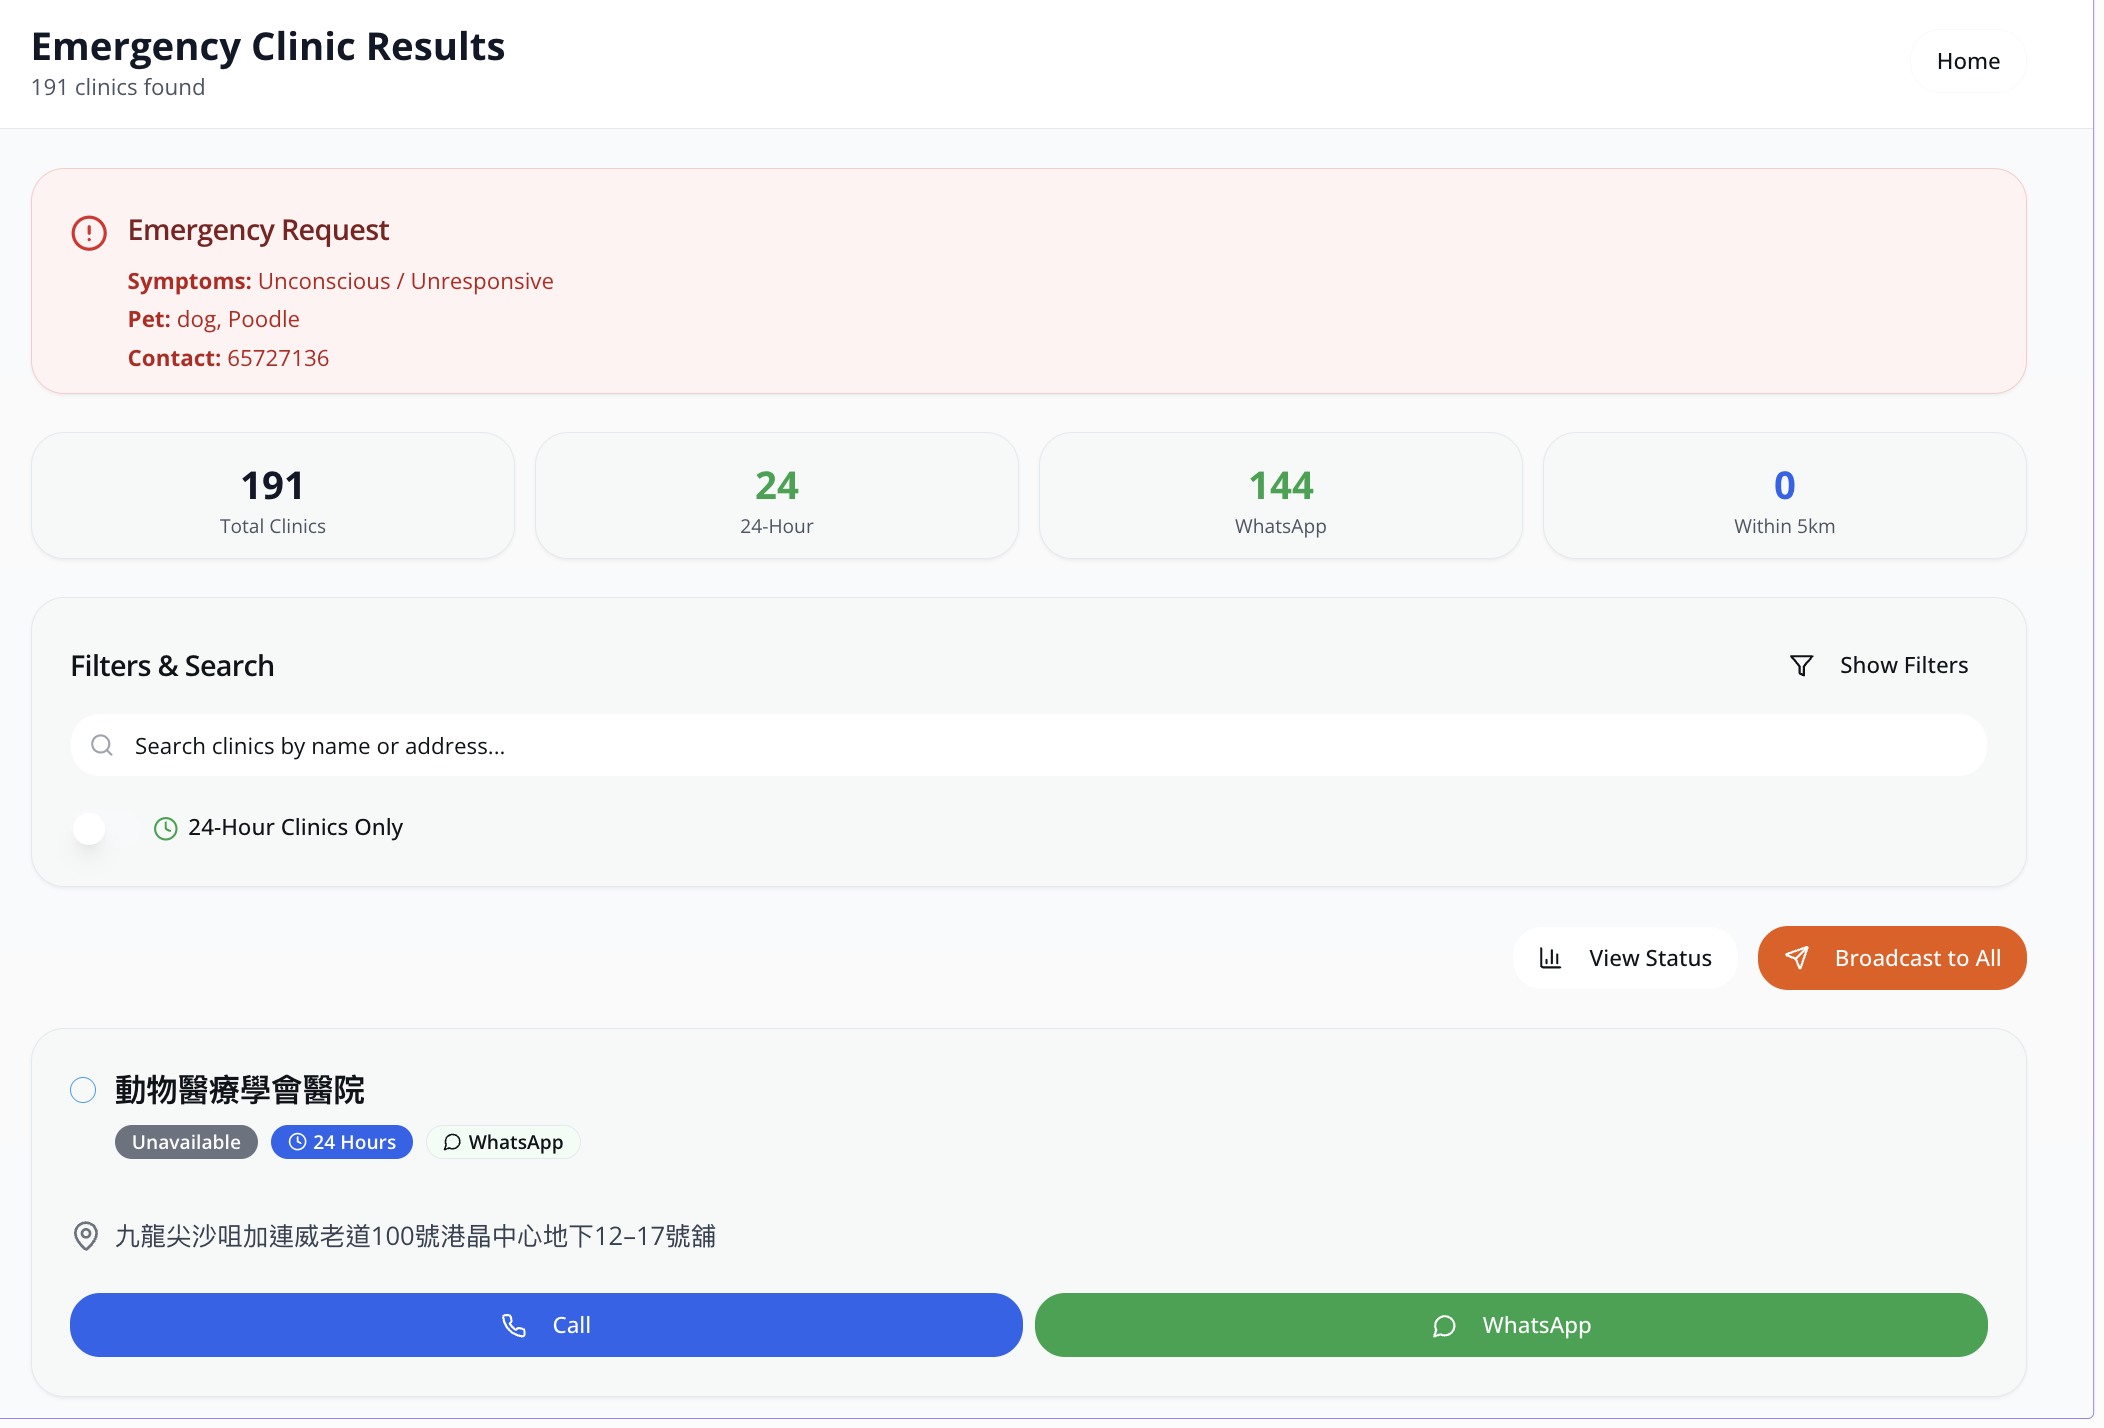 Emergency Clinic Results
191 clinics found
Home
Emergency Request
Symptoms: Unconscious / Unresponsive
Pet: dog, Poodle
Contact: 65727136
191
Total Clinics
24
24-Hour
144
WhatsApp
0
Within 5km
Filters & Search
Show Filters
Search clinics by name or address...
24-Hour Clinics Only
View Status
Broadcast to All
動物醫療學會醫院
Unavailable
24 Hours
WhatsApp
九龍尖沙咀加連威老道100號港晶中心地下12–17號舖
Call
WhatsApp